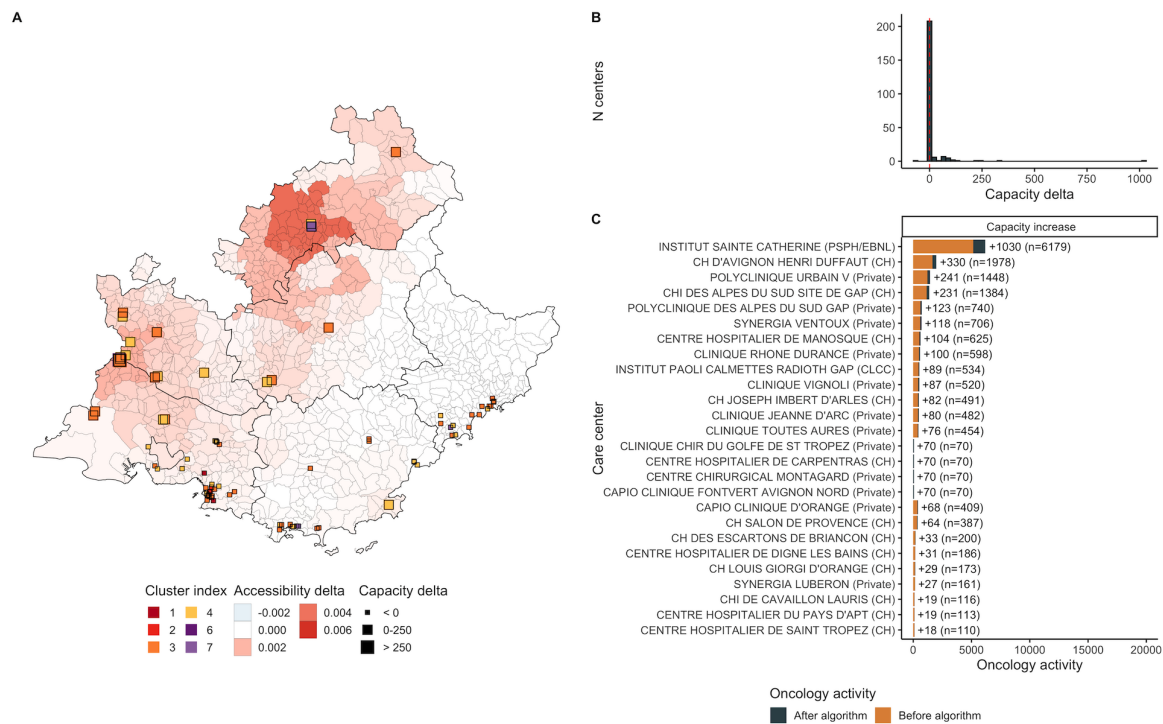 A
Cluster index
1
2
3
4
6
7
Accessibility delta
-0.002
0.000
0.002
0.004
0.006
Capacity delta
< 0
0-250
> 250
B
N centers
200
150
100
50
0
0 250 500 750 1000
Capacity delta
C
Capacity increase
Care center
INSTITUT SAINTE CATHERINE (PSPH/EBNL) +1030 (n=6179)
CH D'AVIGNON HENRI DUFFAUT (CH) +330 (n=1978)
POLYCLINIQUE URBAIN V (Private) +241 (n=1448)
CHI DES ALPES DU SUD SITE DE GAP (CH) +231 (n=1384)
POLYCLINIQUE DES ALPES DU SUD GAP (Private) +123 (n=740)
SYNERGIA VENTOUX (Private) +118 (n=706)
CENTRE HOSPITALIER DE MANOSQUE (CH) +104 (n=625)
CLINIQUE RHONE DURANCE (Private) +100 (n=598)
INSTITUT PAOLI CALMETTES RADIOTH GAP (CLCC) +89 (n=534)
CLINIQUE VIGNOLI (Private) +87 (n=520)
CH JOSEPH IMBERT D'ARLES (CH) +82 (n=491)
CLINIQUE JEANNE D'ARC (Private) +80 (n=482)
CLINIQUE TOUTES AURES (Private) +76 (n=454)
CLINIQUE CHIR DU GOLFE DE ST TROPEZ (Private) +70 (n=70)
CENTRE HOSPITALIER DE CARPENTRAS (CH) +70 (n=70)
CENTRE CHIRURGICAL MONTAGARD (Private) +70 (n=70)
CAPIO CLINIQUE FONTVERT AVIGNON NORD (Private) +70 (n=70)
CAPIO CLINIQUE D'ORANGE (Private) +68 (n=409)
CH SALON DE PROVENCE (CH) +64 (n=387)
CH DES ESCARTONS DE BRIANCON (CH) +33 (n=200)
CENTRE HOSPITALIER DE DIGNE LES BAINS (CH) +31 (n=186)
CH LOUIS GIORGI D'ORANGE (CH) +29 (n=173)
SYNERGIA LUBERON (Private) +27 (n=161)
CHI DE CAVAILLON LAURIS (CH) +19 (n=116)
CENTRE HOSPITALIER DU PAYS D'APT (CH) +19 (n=113)
CENTRE HOSPITALIER DE SAINT TROPEZ (CH) +18 (n=110)
0 5000 10000 15000 20000
Oncology activity
Oncology activity
After algorithm Before algorithm